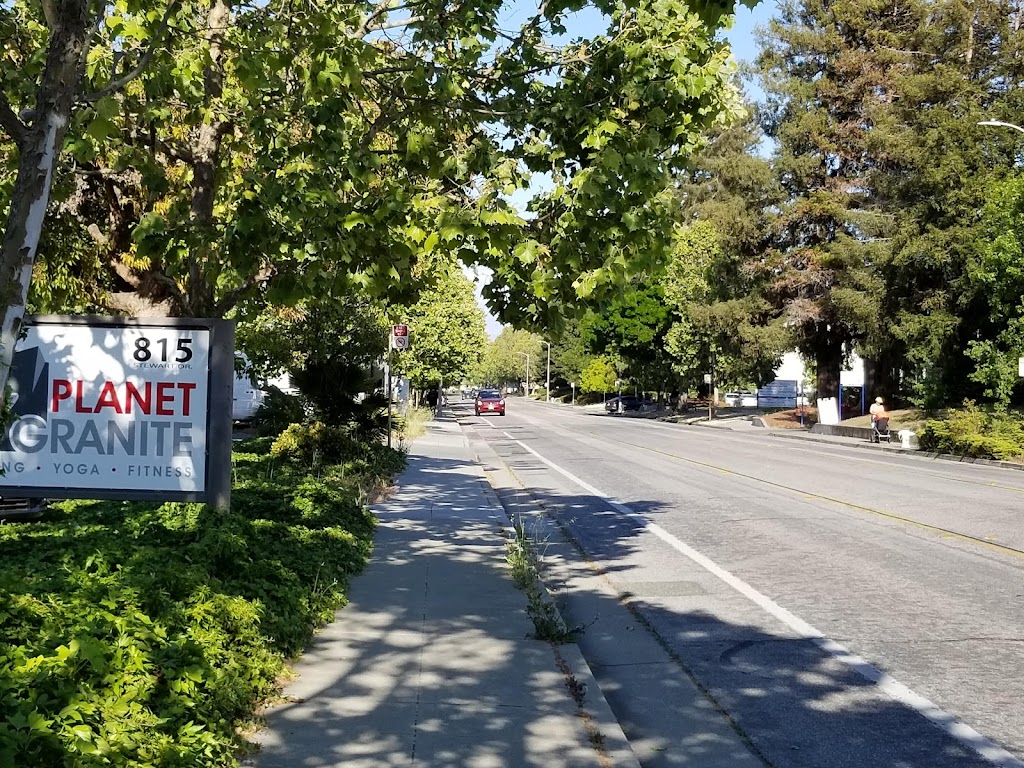 815
STEWART DR.
PLANET
GRANITE
NG • YOGA • FITNESS